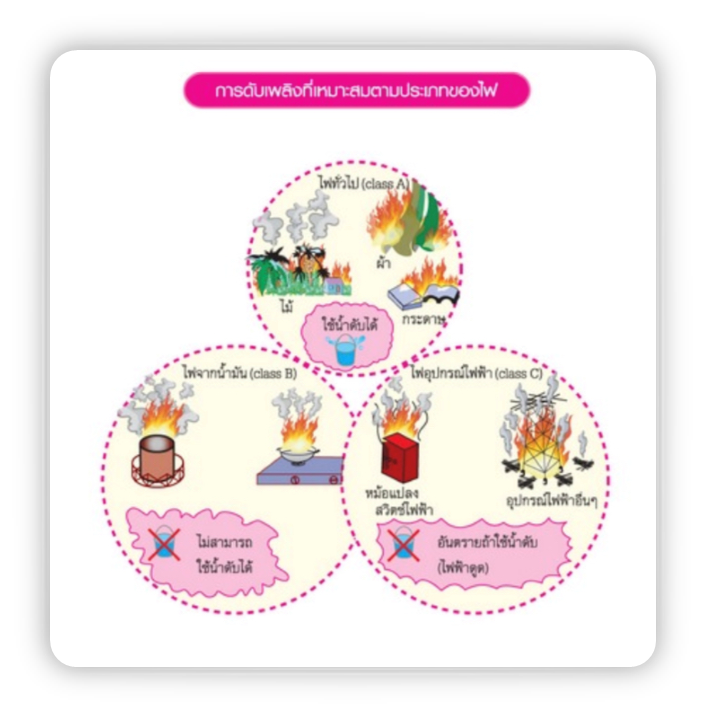 การดับเพลิงที่เหมาะสมตามประเภทของไฟ
ไฟทั่วไป (class A)
ผ้า
ไม้
กระดาษ
ใช้น้ำดับได้
ไฟจากน้ำมัน (class B)
ไม่สามารถ
ใช้น้ำดับได้
ไฟอุปกรณ์ไฟฟ้า (class C)
หม้อแปลง
สวิตซ์ไฟฟ้า
อุปกรณ์ไฟฟ้าอื่นๆ
อันตรายถ้าใช้น้ำดับ
(ไฟฟ้าดูด)